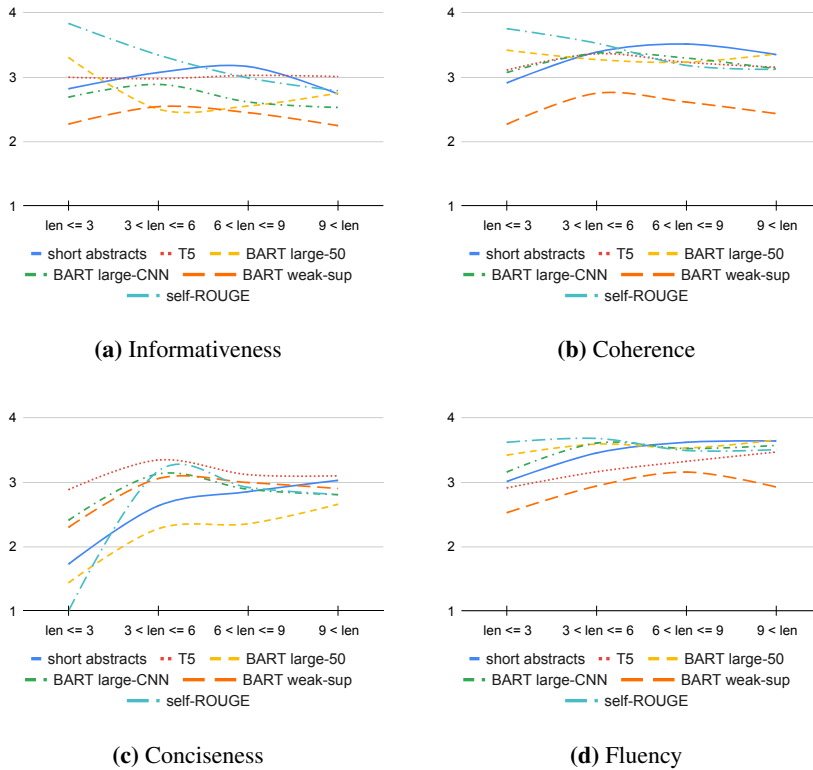 4
3
2
1
len <= 3
3 < len <= 6
6 < len <= 9
9 < len
short abstracts
T5
BART large-50
BART large-CNN
BART weak-sup
self-ROUGE
(a) Informativeness
4
3
2
1
len <= 3
3 < len <= 6
6 < len <= 9
9 < len
short abstracts
T5
BART large-50
BART large-CNN
BART weak-sup
self-ROUGE
(b) Coherence
4
3
2
1
len <= 3
3 < len <= 6
6 < len <= 9
9 < len
short abstracts
T5
BART large-50
BART large-CNN
BART weak-sup
self-ROUGE
(c) Conciseness
4
3
2
1
len <= 3
3 < len <= 6
6 < len <= 9
9 < len
short abstracts
T5
BART large-50
BART large-CNN
BART weak-sup
self-ROUGE
(d) Fluency